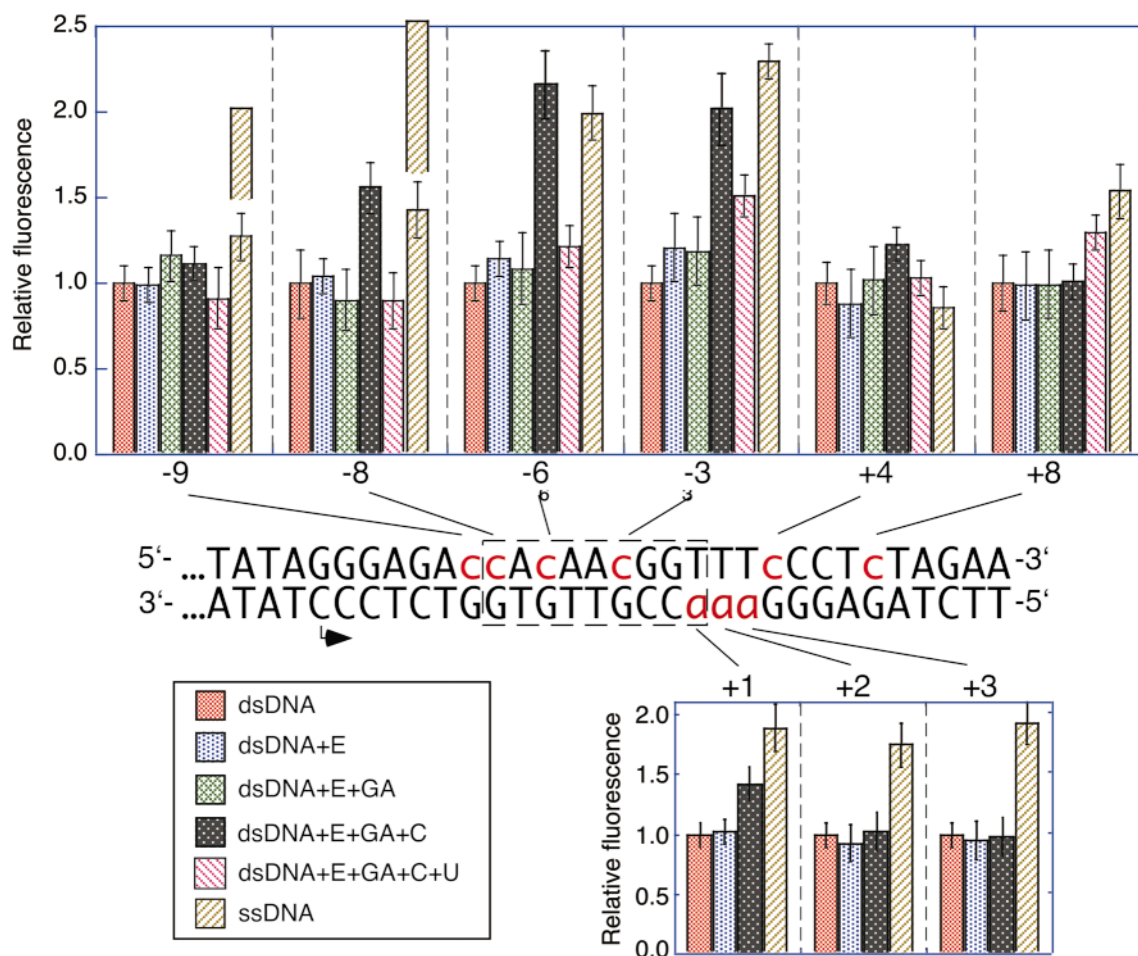 2.5
2.0
1.5
1.0
0.5
0.0
Relative fluorescence
-9 -8 -6 -3 +4 +8
6 3
5‘- ...TATAGGGAGAccAcAAcGGTTTcCCTcTAGAA-3‘
3‘- ...ATATCCCTCTGGTGTTGCCaaaGGGAGATCTT-5‘
+1 +2 +3
dsDNA
dsDNA+E
dsDNA+E+GA
dsDNA+E+GA+C
dsDNA+E+GA+C+U
ssDNA
2.0
1.5
1.0
0.5
0.0
Relative fluorescence